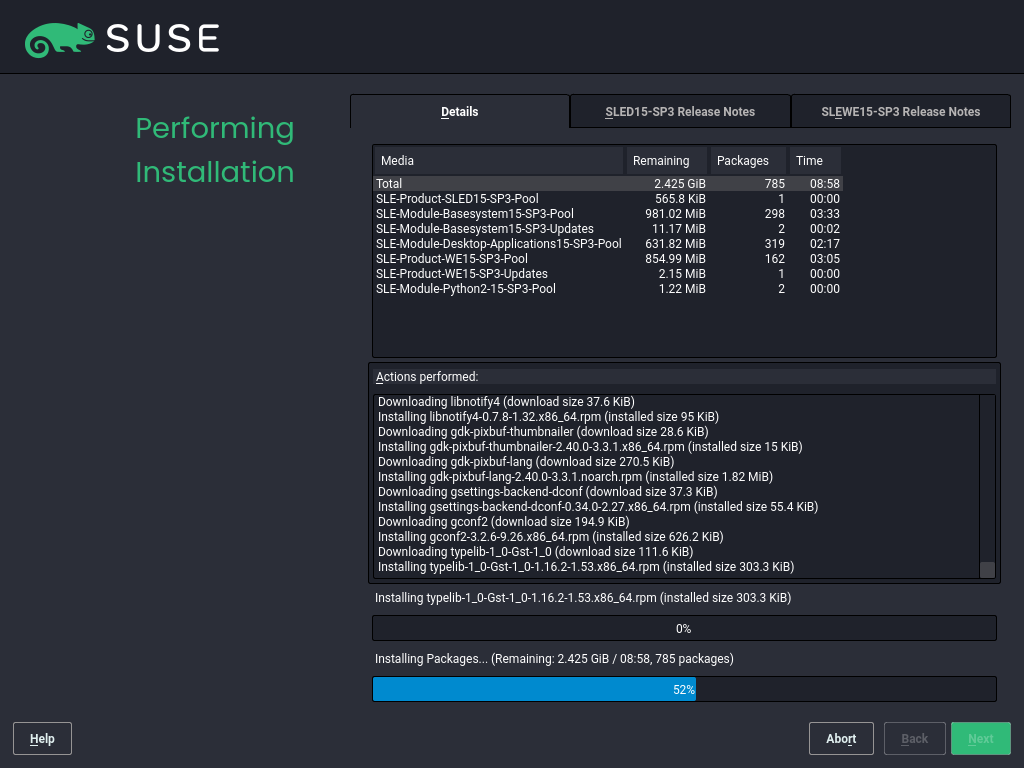 SUSE
Performing
Installation
Details SLED15-SP3 Release Notes SLEWE15-SP3 Release Notes
Media Remaining Packages Time
Total 2.425 GiB 785 08:58
SLE-Product-SLED15-SP3-Pool 565.8 KiB 1 00:00
SLE-Module-Basesystem15-SP3-Pool 981.02 MiB 298 03:33
SLE-Module-Basesystem15-SP3-Updates 11.17 MiB 2 00:02
SLE-Module-Desktop-Applications15-SP3-Pool 631.82 MiB 319 02:17
SLE-Product-WE15-SP3-Pool 854.99 MiB 162 03:05
SLE-Product-WE15-SP3-Updates 2.15 MiB 1 00:00
SLE-Module-Python2-15-SP3-Pool 1.22 MiB 2 00:00
Actions performed:
Downloading libnotify4 (download size 37.6 KiB)
Installing libnotify4-0.7.8-1.32.x86_64.rpm (installed size 95 KiB)
Downloading gdk-pixbuf-thumbnailer (download size 28.6 KiB)
Installing gdk-pixbuf-thumbnailer-2.40.0-3.3.1.x86_64.rpm (installed size 15 KiB)
Downloading gdk-pixbuf-lang (download size 270.5 KiB)
Installing gdk-pixbuf-lang-2.40.0-3.3.1.noarch.rpm (installed size 1.82 MiB)
Downloading gsettings-backend-dconf (download size 37.3 KiB)
Installing gsettings-backend-dconf-0.34.0-2.27.x86_64.rpm (installed size 55.4 KiB)
Downloading gconf2 (download size 194.9 KiB)
Installing gconf2-3.2.6-9.26.x86_64.rpm (installed size 626.2 KiB)
Downloading typelib-1_0-Gst-1_0 (download size 111.6 KiB)
Installing typelib-1_0-Gst-1_0-1.16.2-1.53.x86_64.rpm (installed size 303.3 KiB)
Installing typelib-1_0-Gst-1_0-1.16.2-1.53.x86_64.rpm (installed size 303.3 KiB)
0%
Installing Packages... (Remaining: 2.425 GiB / 08:58, 785 packages)
52%
Help Abort Back Next